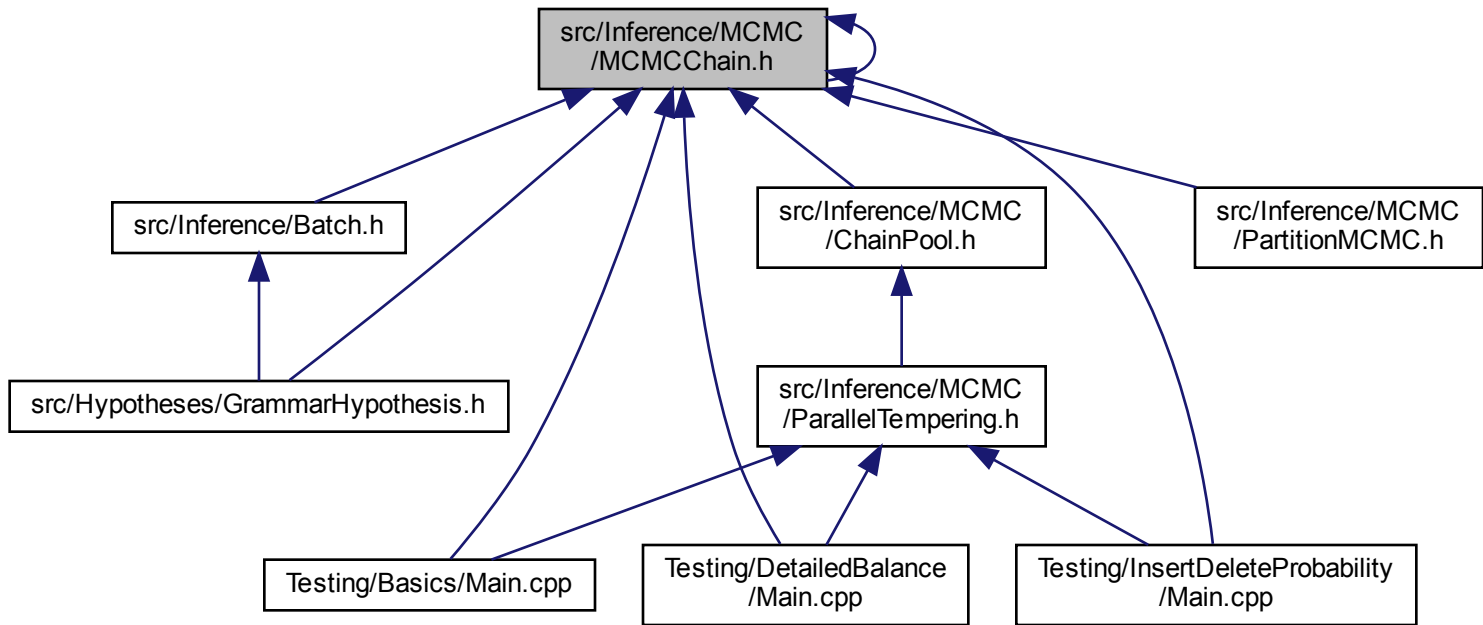 src/Inference/MCMC
/MCMCChain.h
src/Inference/Batch.h
src/Inference/MCMC
/ChainPool.h
src/Inference/MCMC
/PartitionMCMC.h
src/Hypotheses/GrammarHypothesis.h
src/Inference/MCMC
/ParallelTempering.h
Testing/Basics/Main.cpp
Testing/DetailedBalance
/Main.cpp
Testing/InsertDeleteProbability
/Main.cpp